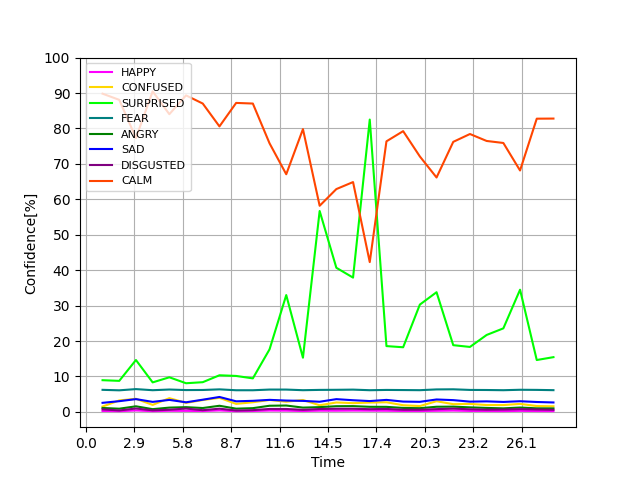 100
90
80
70
60
50
40
30
20
10
0
Confidence[%]
HAPPY
CONFUSED
SURPRISED
FEAR
ANGRY
SAD
DISGUSTED
CALM
0.0 2.9 5.8 8.7 11.6 14.5 17.4 20.3 23.2 26.1
Time